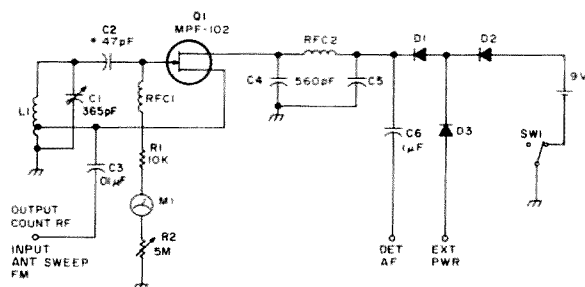 Q1
MPF-102
C2
* 47pF
RFC2
D1
D2
C4
560pF
C5
9V
L1
C1
365pF
RFC1
C6
1µF
D3
SW1
R1
10K
C3
.01µF
M1
OUTPUT
COUNT RF
INPUT
ANT SWEEP
FM
R2
5M
DET
AF
EXT
PWR